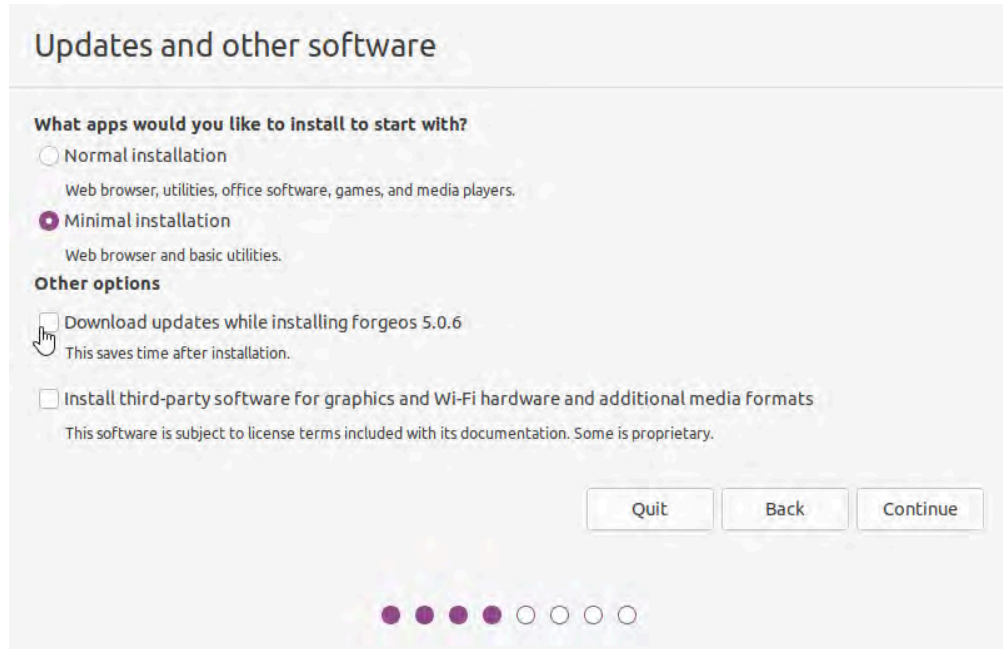 Updates and other software
What apps would you like to install to start with?
Normal installation
Web browser, utilities, office software, games, and media players.
Minimal installation
Web browser and basic utilities.
Other options
Download updates while installing forgeos 5.0.6
This saves time after installation.
Install third-party software for graphics and Wi-Fi hardware and additional media formats
This software is subject to license terms included with its documentation. Some is proprietary.
Quit
Back
Continue